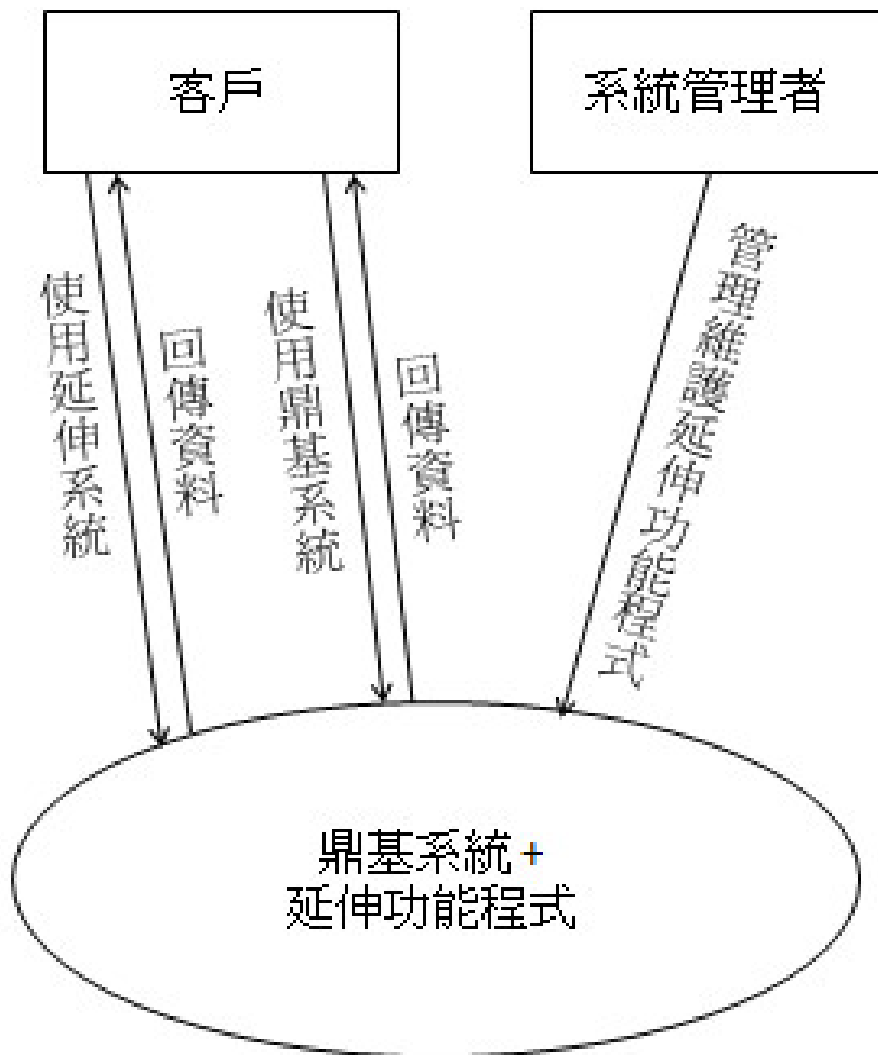 客戶
系統管理者
使用延伸系統
回傳資料
使用鼎基系統
回傳資料
管理維護延伸功能程式
鼎基系統+
延伸功能程式